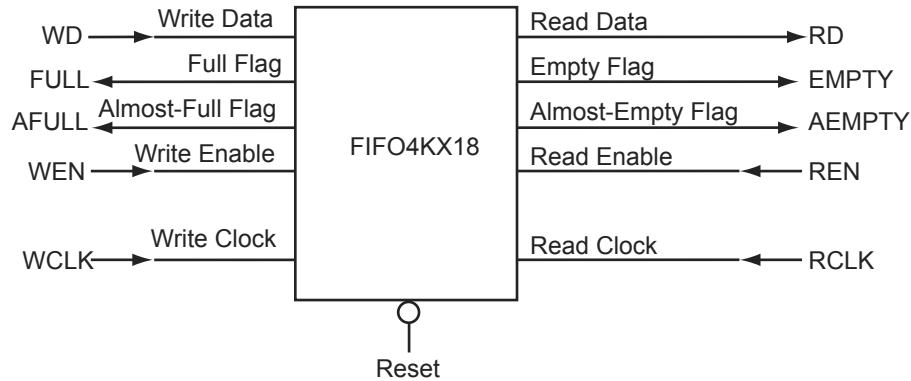 WD Write Data Read Data RD
FULL Full Flag Empty Flag EMPTY
AFULL Almost-Full Flag Almost-Empty Flag AEMPTY
FIFO4KX18
WEN Write Enable Read Enable REN
WCLK Write Clock Read Clock RCLK
Reset